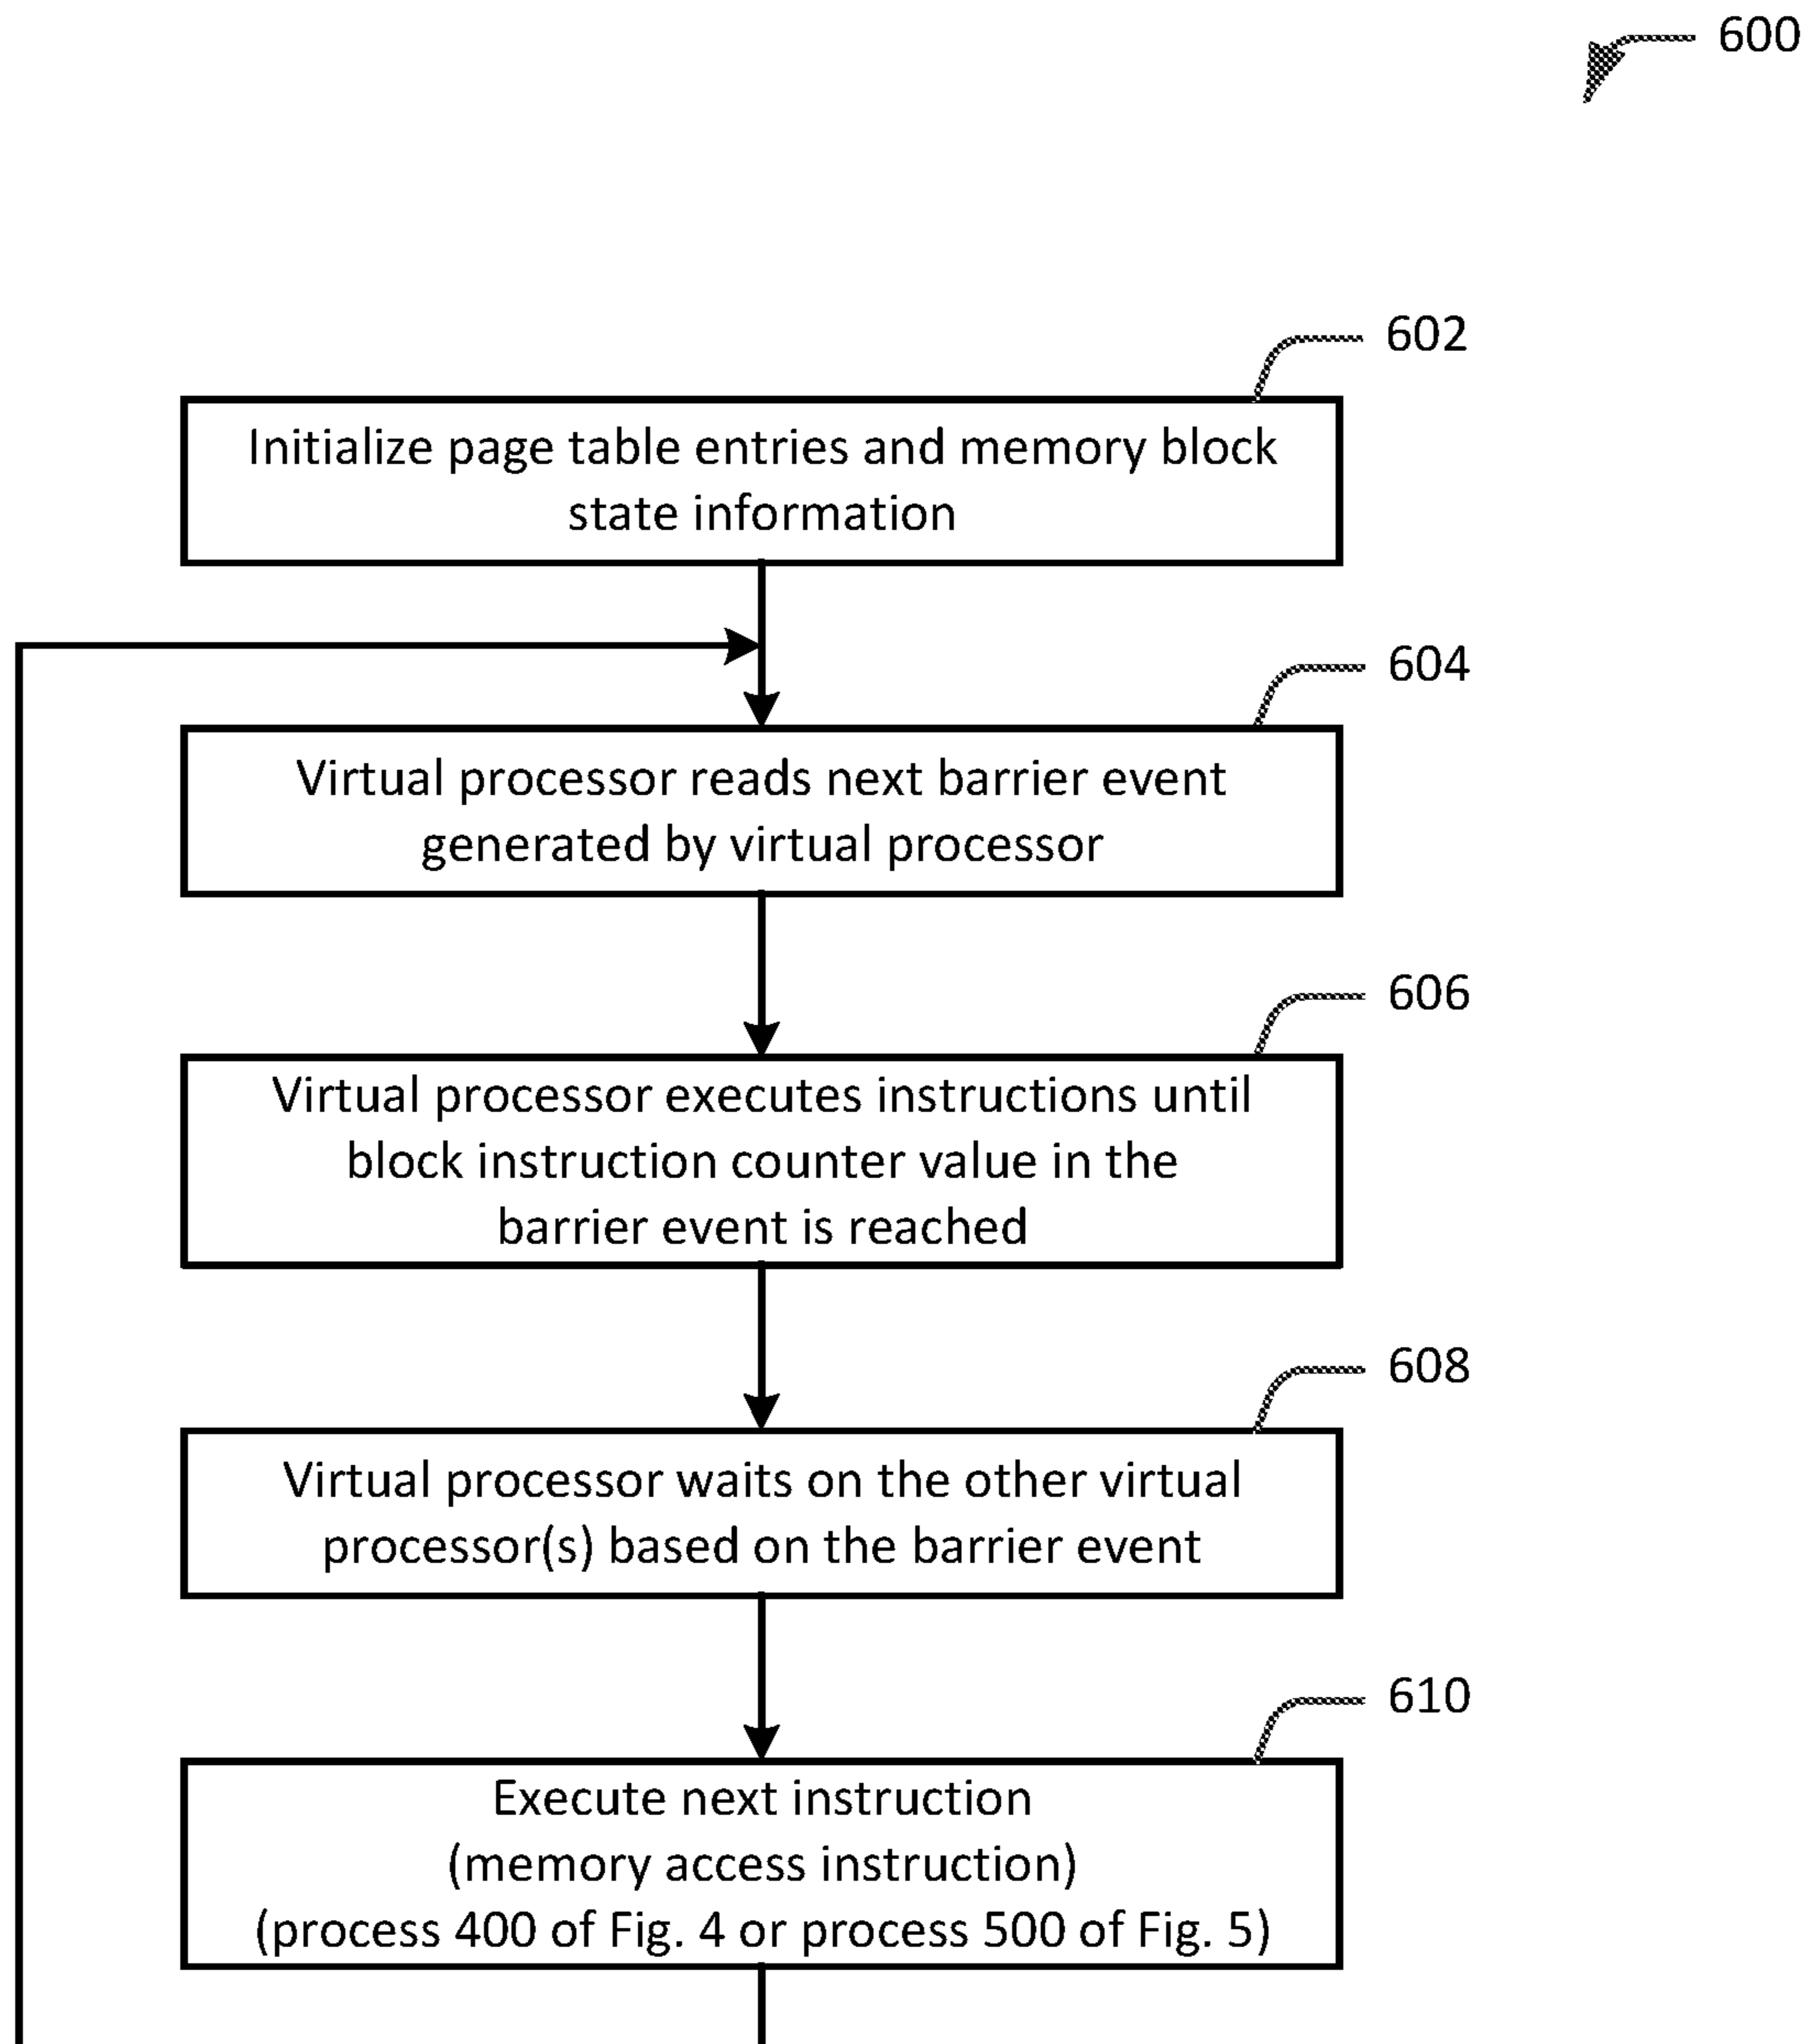 600
602
Initialize page table entries and memory block
state information
604
Virtual processor reads next barrier event
generated by virtual processor
606
Virtual processor executes instructions until
block instruction counter value in the
barrier event is reached
608
Virtual processor waits on the other virtual
processor(s) based on the barrier event
610
Execute next instruction
(memory access instruction)
(process 400 of Fig. 4 or process 500 of Fig. 5)